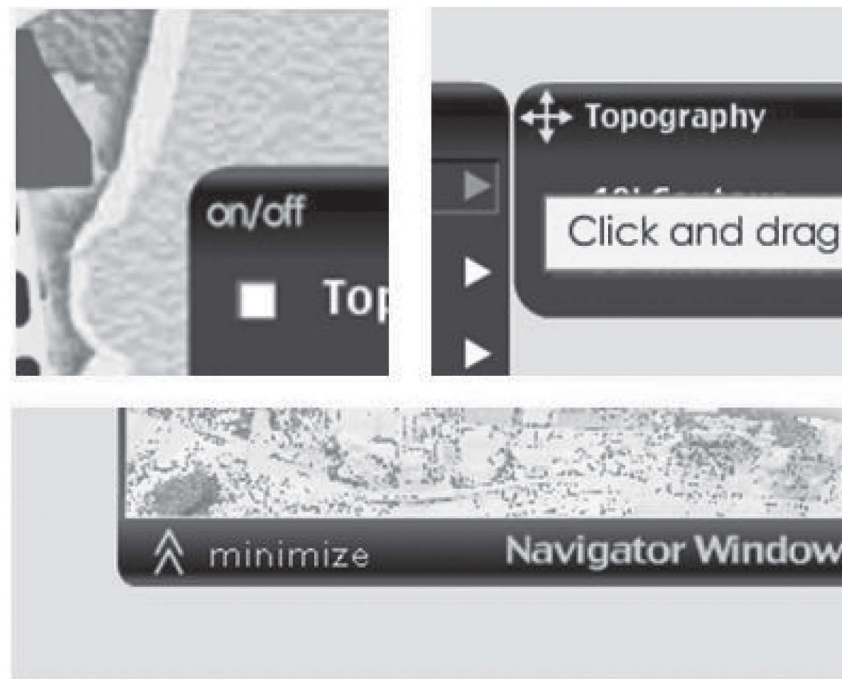 on/off
Top
Topography
Click and drag
minimize
Navigator Window